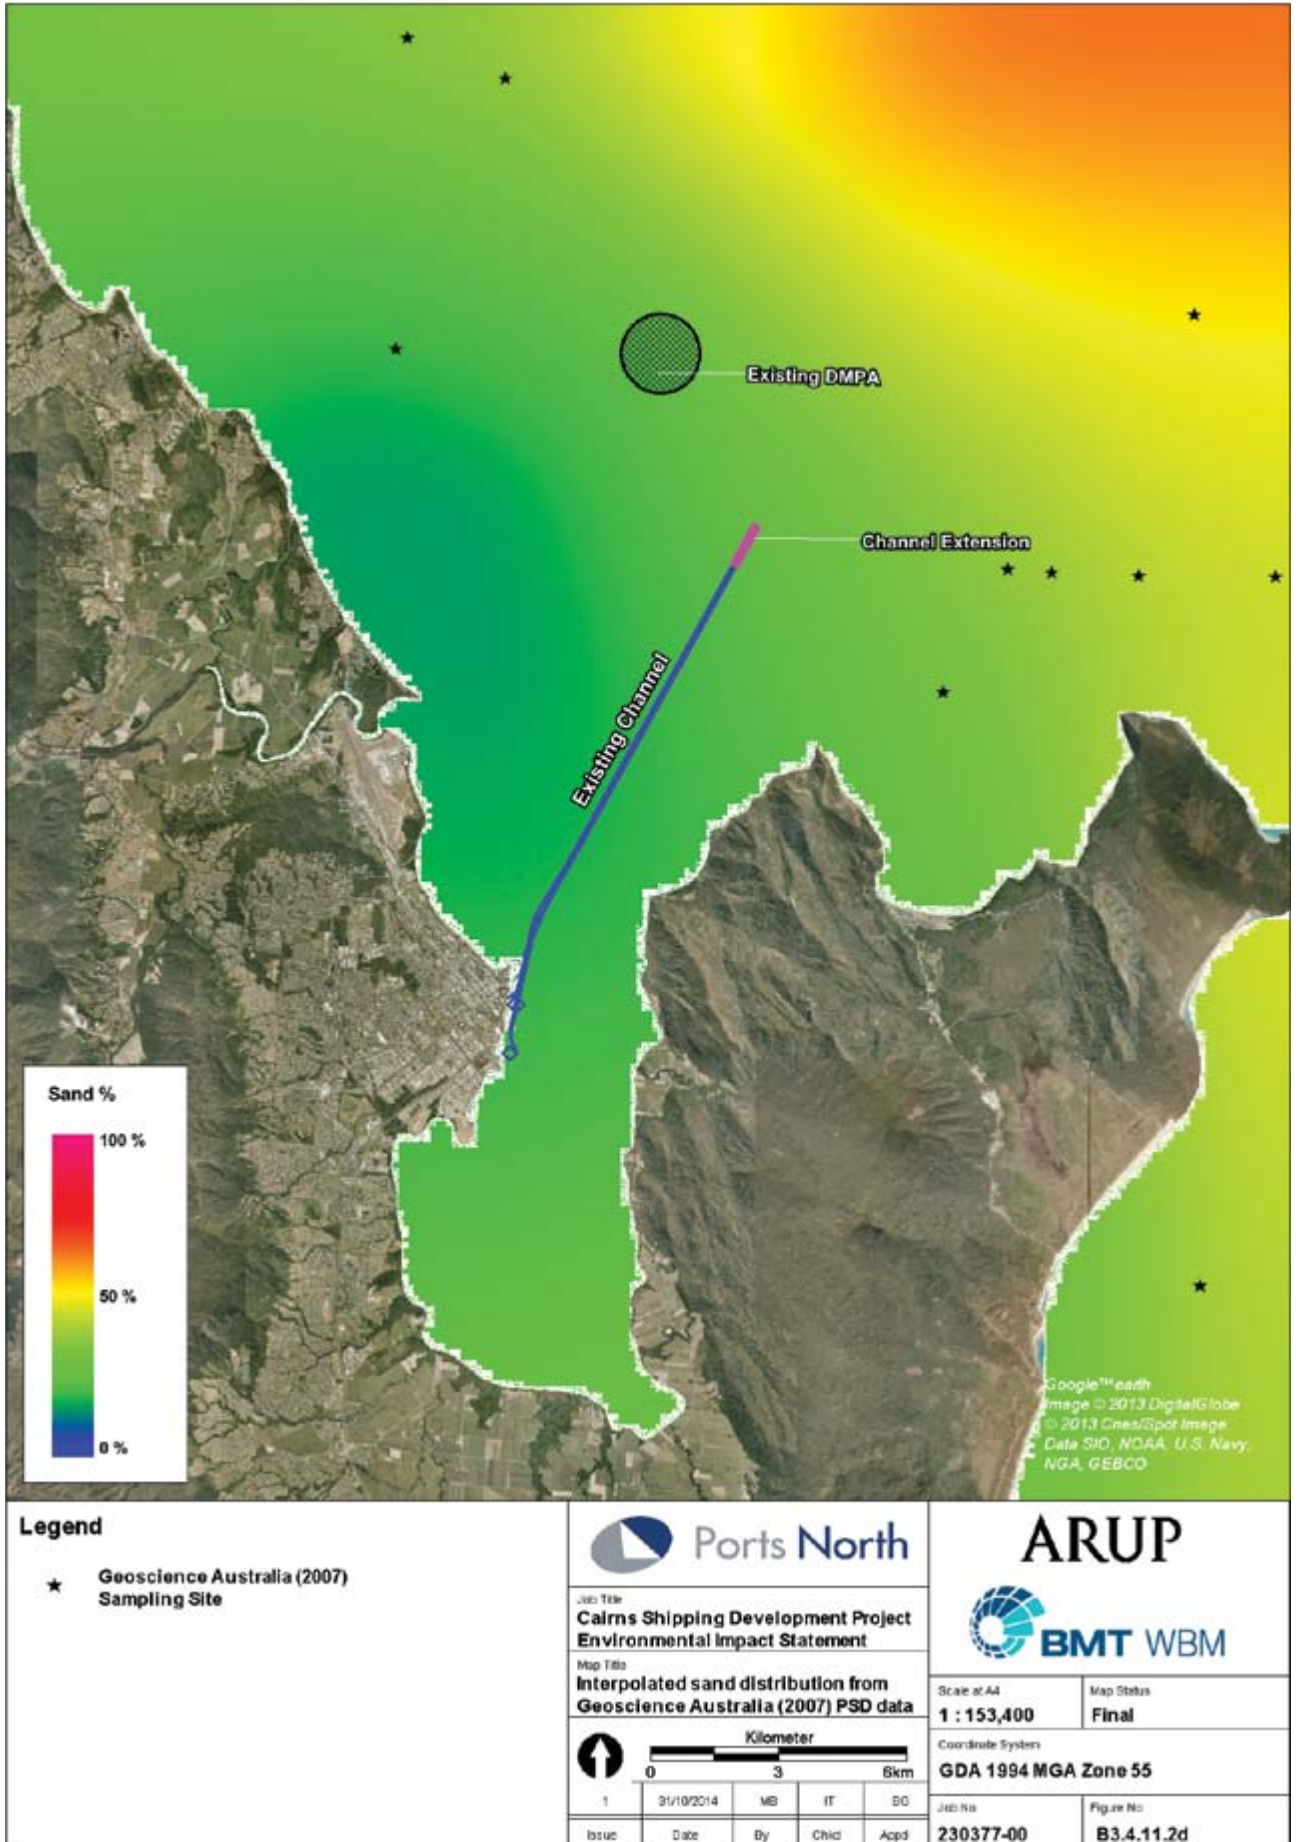 Existing DMPA
Channel Extension
Existing Channel
Sand %
100 %
50 %
0 %
Google™earth
Image © 2013 DigitalGlobe
© 2013 Cnes/Spot Image
Data SIO, NOAA, U.S. Navy,
NGA, GEBCO
Legend
Geoscience Australia (2007)
Sampling Site
Ports North
Job Title
Cairns Shipping Development Project
Environmental Impact Statement
Map Title
Interpolated sand distribution from
Geoscience Australia (2007) PSD data
Kilometer
0 3 6km
1 31/10/2014 MB IT BG
Issue Date By Chkd Appd
ARUP
BMT WBM
Scale at A4
1 : 153,400
Map Status
Final
Coordinate System
GDA 1994 MGA Zone 55
Job No
230377-00
Figure No
B3.4.11.2d